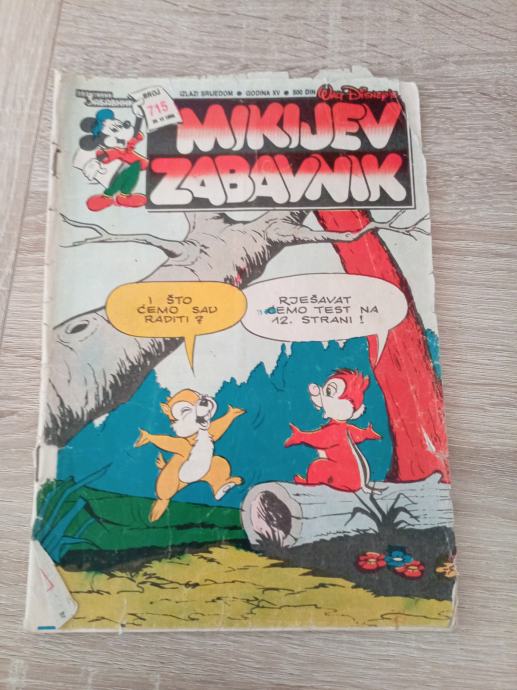 BROJ
715
IZLAZI SRIJEDOM ● GODINA XV ● 500 DIN
Walt Disney's
MIKIJEV
ZABAVNIK
I ŠTO
ĆEMO SAD
RADITI ?
RJEŠAVAT
ĆEMO TEST NA
12. STRANI !